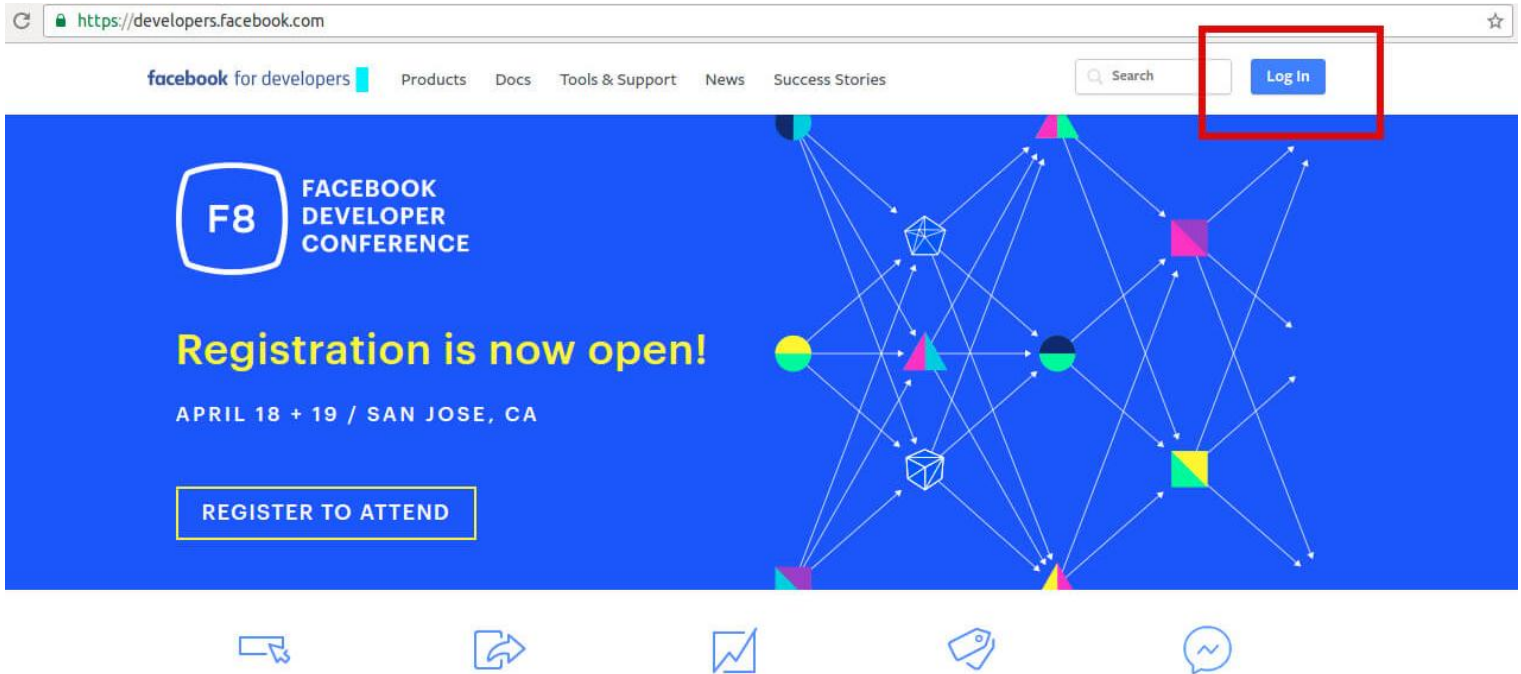 https://developers.facebook.com
facebook for developers Products Docs Tools & Support News Success Stories Search Log In
F8
FACEBOOK
DEVELOPER
CONFERENCE
Registration is now open!
APRIL 18 + 19 / SAN JOSE, CA
REGISTER TO ATTEND